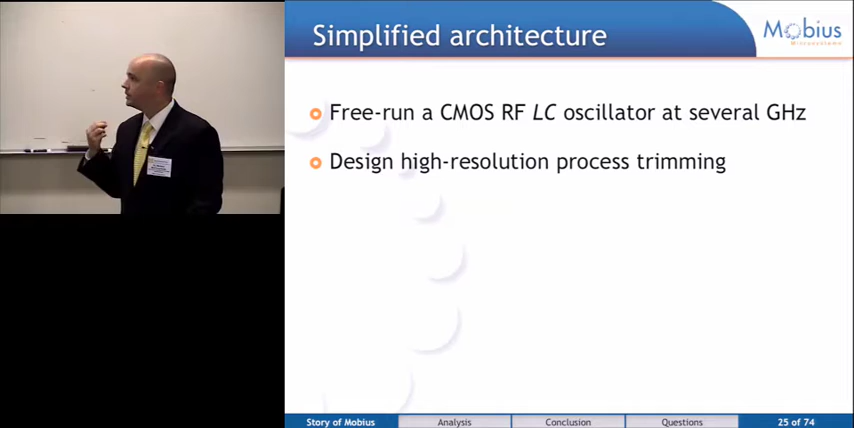 Simplified architecture
Mobius
Microsystems
Free-run a CMOS RF LC oscillator at several GHz
Design high-resolution process trimming
Story of Mobius
Analysis
Conclusion
Questions
25 of 74